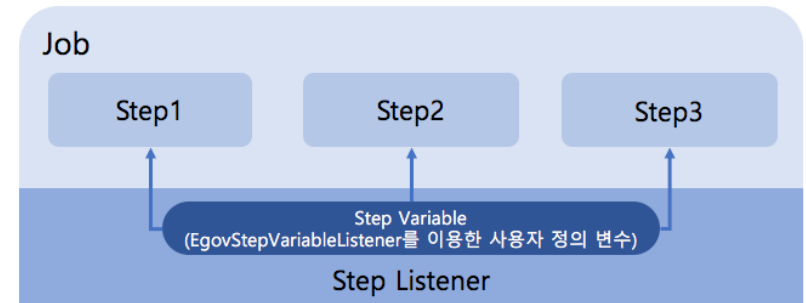 Job
Step1
Step2
Step3
Step Variable
(EgovStepVariableListener를 이용한 사용자 정의 변수)
Step Listener